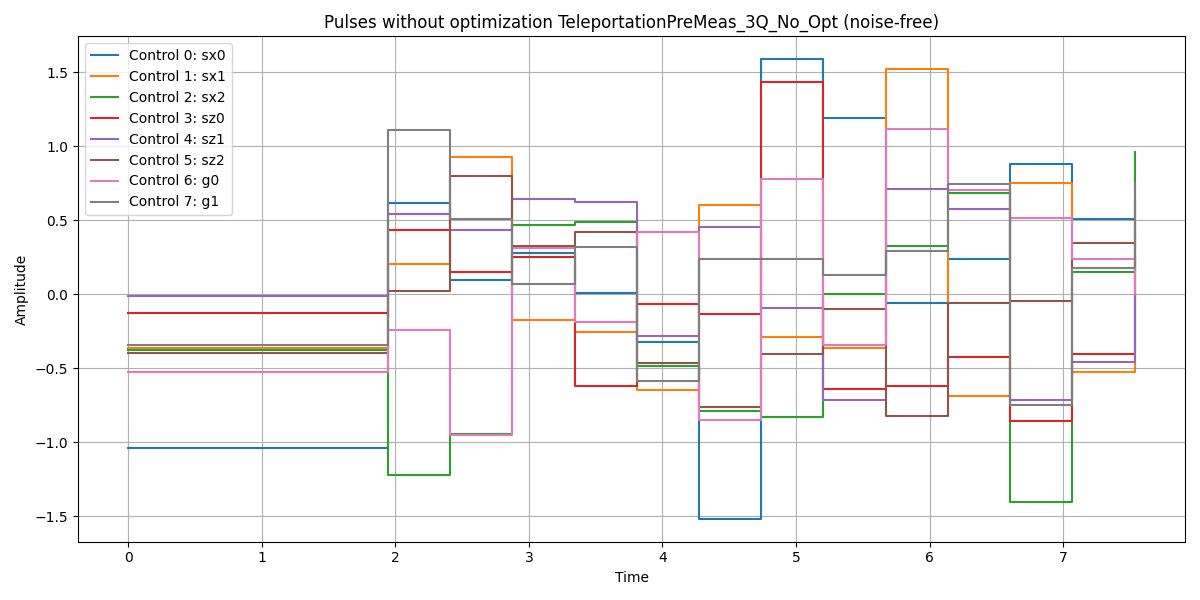 Pulses without optimization TeleportationPreMeas_3Q_No_Opt (noise-free)
Control 0: sx0
Control 1: sx1
Control 2: sx2
Control 3: sz0
Control 4: sz1
Control 5: sz2
Control 6: g0
Control 7: g1
Amplitude
1.5
1.0
0.5
0.0
−0.5
−1.0
−1.5
0 1 2 3 4 5 6 7
Time